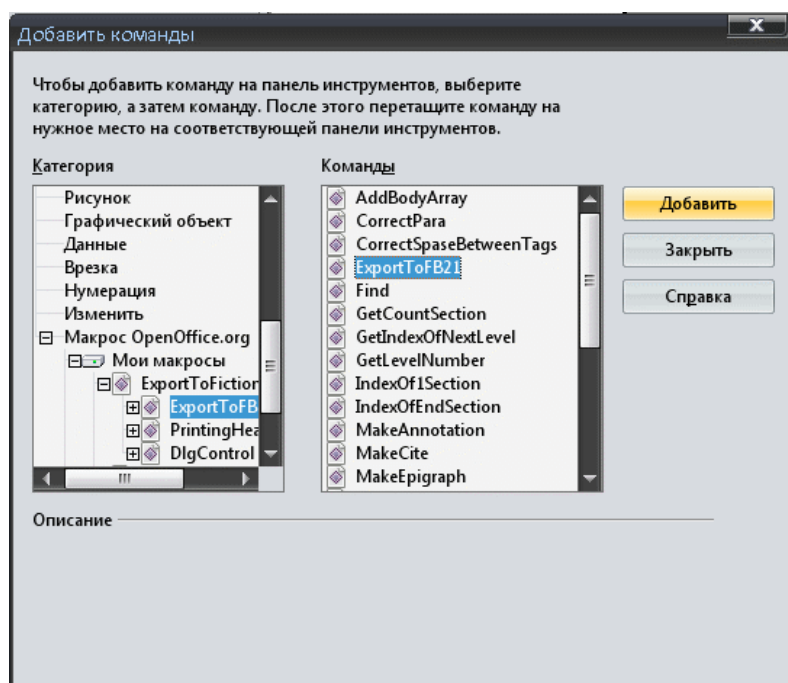 Добавить команды
Чтобы добавить команду на панель инструментов, выберите
категорию, а затем команду. После этого перетащите команду на
нужное место на соответствующей панели инструментов.
Категория
Рисунок
Графический объект
Данные
Врезка
Нумерация
Изменить
Макрос OpenOffice.org
Мои макросы
ExportToFiction
ExportToFB
PrintingHea
DlgControl
Команды
AddBodyArray
CorrectPara
CorrectSpaseBetweenTags
ExportToFB21
Find
GetCountSection
GetIndexOfNextLevel
GetLevelNumber
IndexOf1Section
IndexOfEndSection
MakeAnnotation
MakeCite
MakeEpigraph
Добавить
Закрыть
Справка
Описание